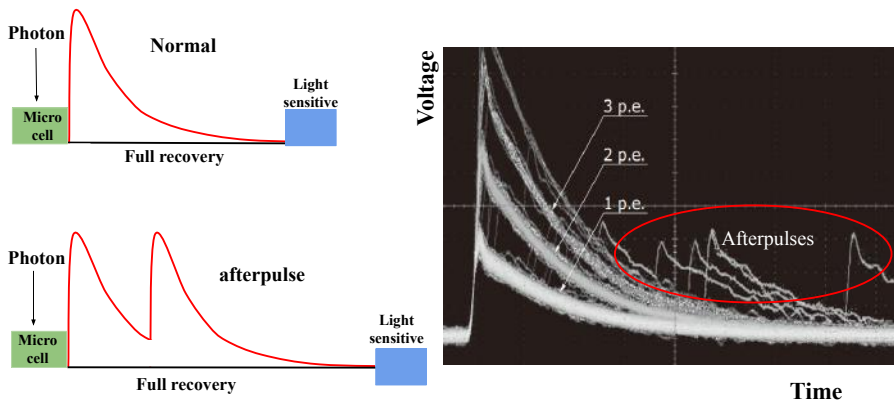 Photon
Normal
Micro
cell
Light
sensitive
Full recovery
Photon
afterpulse
Micro
cell
Light
sensitive
Full recovery
Voltage
3 p.e.
2 p.e.
1 p.e.
Afterpulses
Time